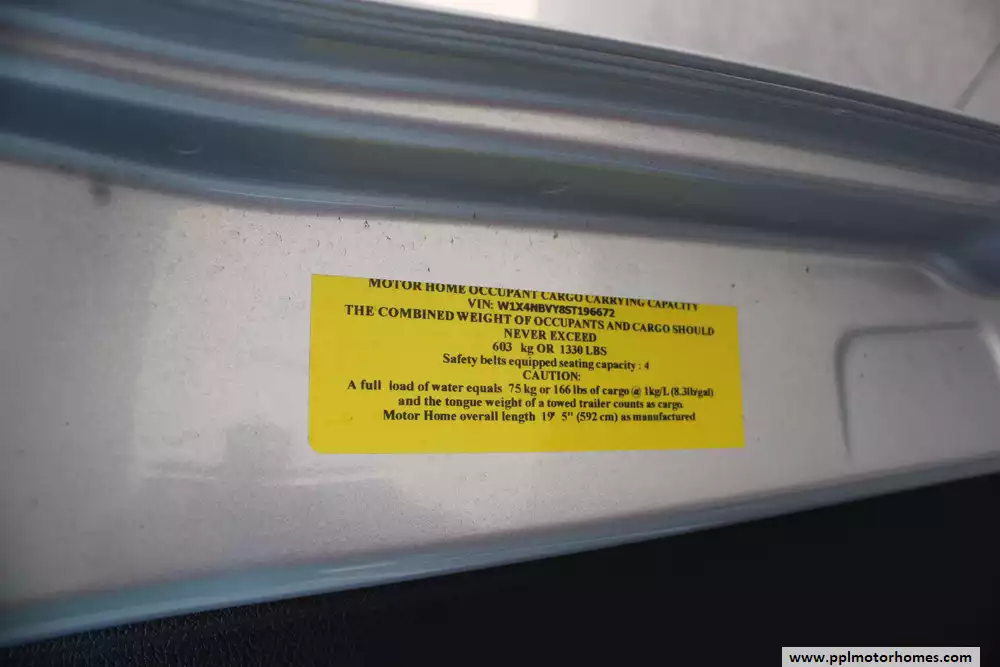 MOTOR HOME OCCUPANT CARGO CARRYING CAPACITY
VIN: W1X4NBVY8ST196672
THE COMBINED WEIGHT OF OCCUPANTS AND CARGO SHOULD
NEVER EXCEED
603 kg OR 1330 LBS
Safety belts equipped seating capacity : 4
CAUTION:
A full load of water equals 75 kg or 166 lbs of cargo @ 1kg/L (8.3lb/gal)
and the tongue weight of a towed trailer counts as cargo.
Motor Home overall length 19' 5" (592 cm) as manufactured
www.pplmotorhomes.com